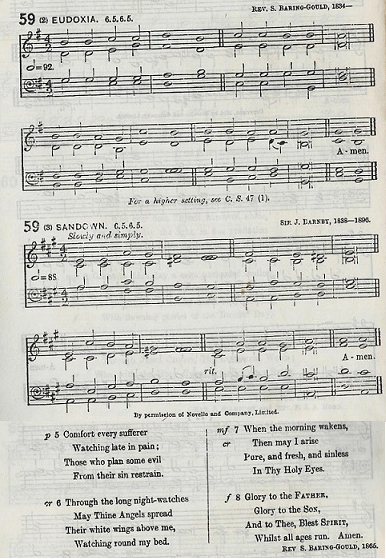 59 (2) EUDOXIA. 6.5.6.5.
REV. S. BARING-GOULD, 1834—
=92.
A - men.
For a higher setting, see C. S. 47 (1).
59 (3) SANDOWN. 6.5.6.5.
SIR J. BARNBY, 1838—1896.
Slowly and simply.
=85.
A - men.
rit.
By permission of Novello and Company, Limited.
p 5 Comfort every sufferer
Watching late in pain;
Those who plan some evil
From their sin restrain.
cr 6 Through the long night-watches
May Thine Angels spread
Their white wings above me,
Watching round my bed.
mf 7 When the morning wakens,
cr Then may I arise
Pure, and fresh, and sinless
In Thy Holy Eyes.
f 8 Glory to the FATHER,
Glory to the SON,
And to Thee, Blest SPIRIT,
Whilst all ages run. Amen.
REV S. BARING-GOULD, 1865.